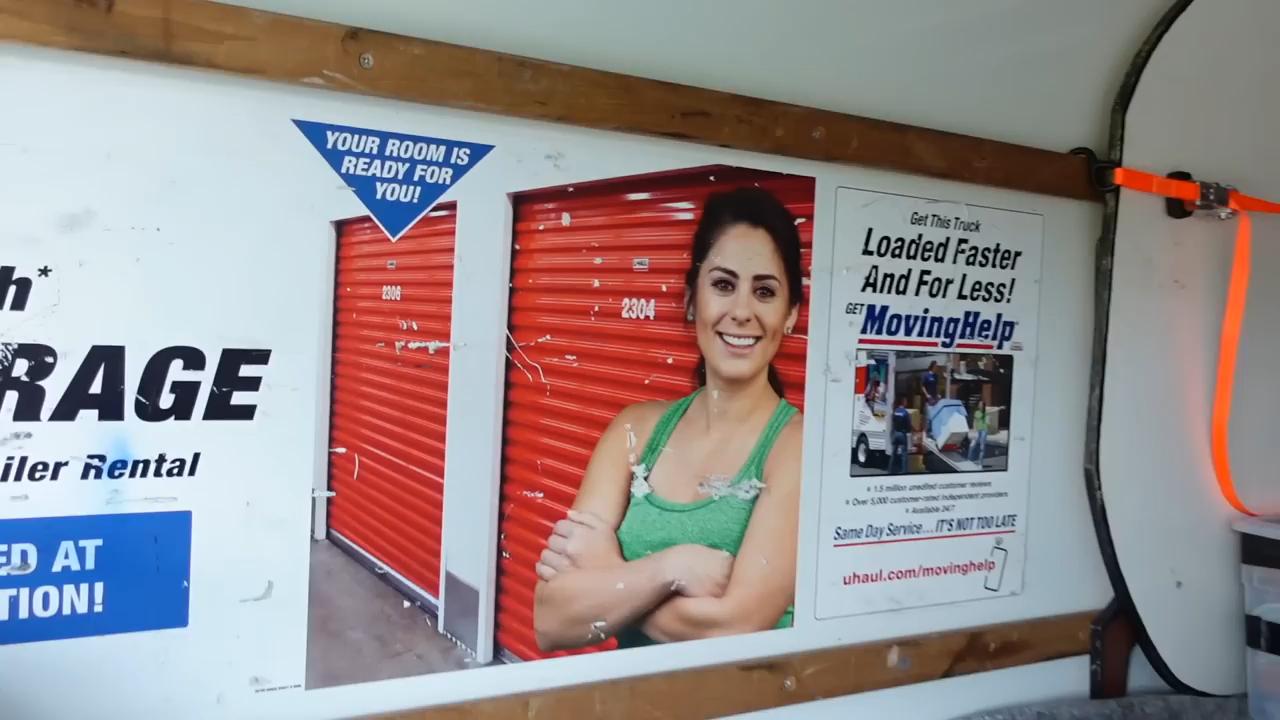 h*
RAGE
iler Rental
ED AT
TION!
YOUR ROOM IS
READY FOR
YOU!
2306
2304
Get This Truck
Loaded Faster
And For Less!
GET MovingHelp
• 1.5 million unedited customer reviews
• Over 5,000 customer-rated independent providers
• Available 24/7
Same Day Service... IT'S NOT TOO LATE
uhaul.com/movinghelp